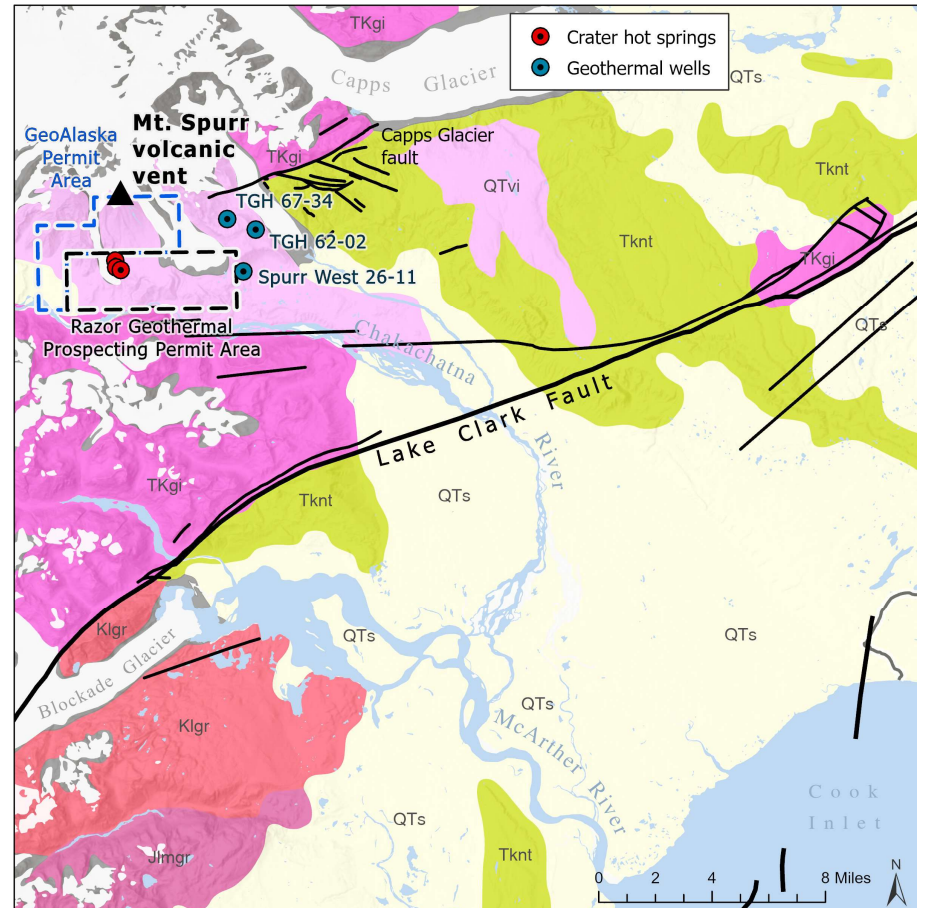 TKgi
Crater hot springs
Geothermal wells
QTs
Capps Glacier
GeoAlaska
Permit
Area
Mt. Spurr
volcanic
vent
Capps Glacier
fault
TKgi
QTvi
Tknt
TGH 67-34
TGH 62-02
Tknt
TKgi
Spurr West 26-11
Razor Geothermal
Prospecting Permit Area
QTs
Chakachatna
River
Lake Clark Fault
TKgi
Tknt
QTs
Klgr
QTs
QTs
Blockade Glacier
Klgr
QTs
McArther River
Cook
Inlet
QTs
Jlmgr
Tknt
N
0 2 4 8 Miles